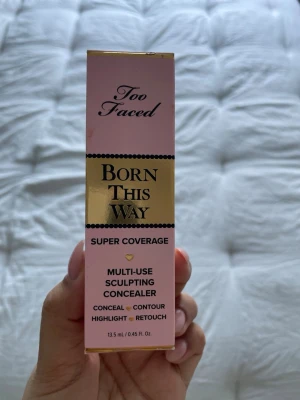 Too
Faced
BORN
THIS
WAY
SUPER COVERAGE
MULTI-USE
SCULPTING
CONCEALER
CONCEAL CONTOUR
HIGHLIGHT RETOUCH
13.5 mL / 0.45 fl. Oz.